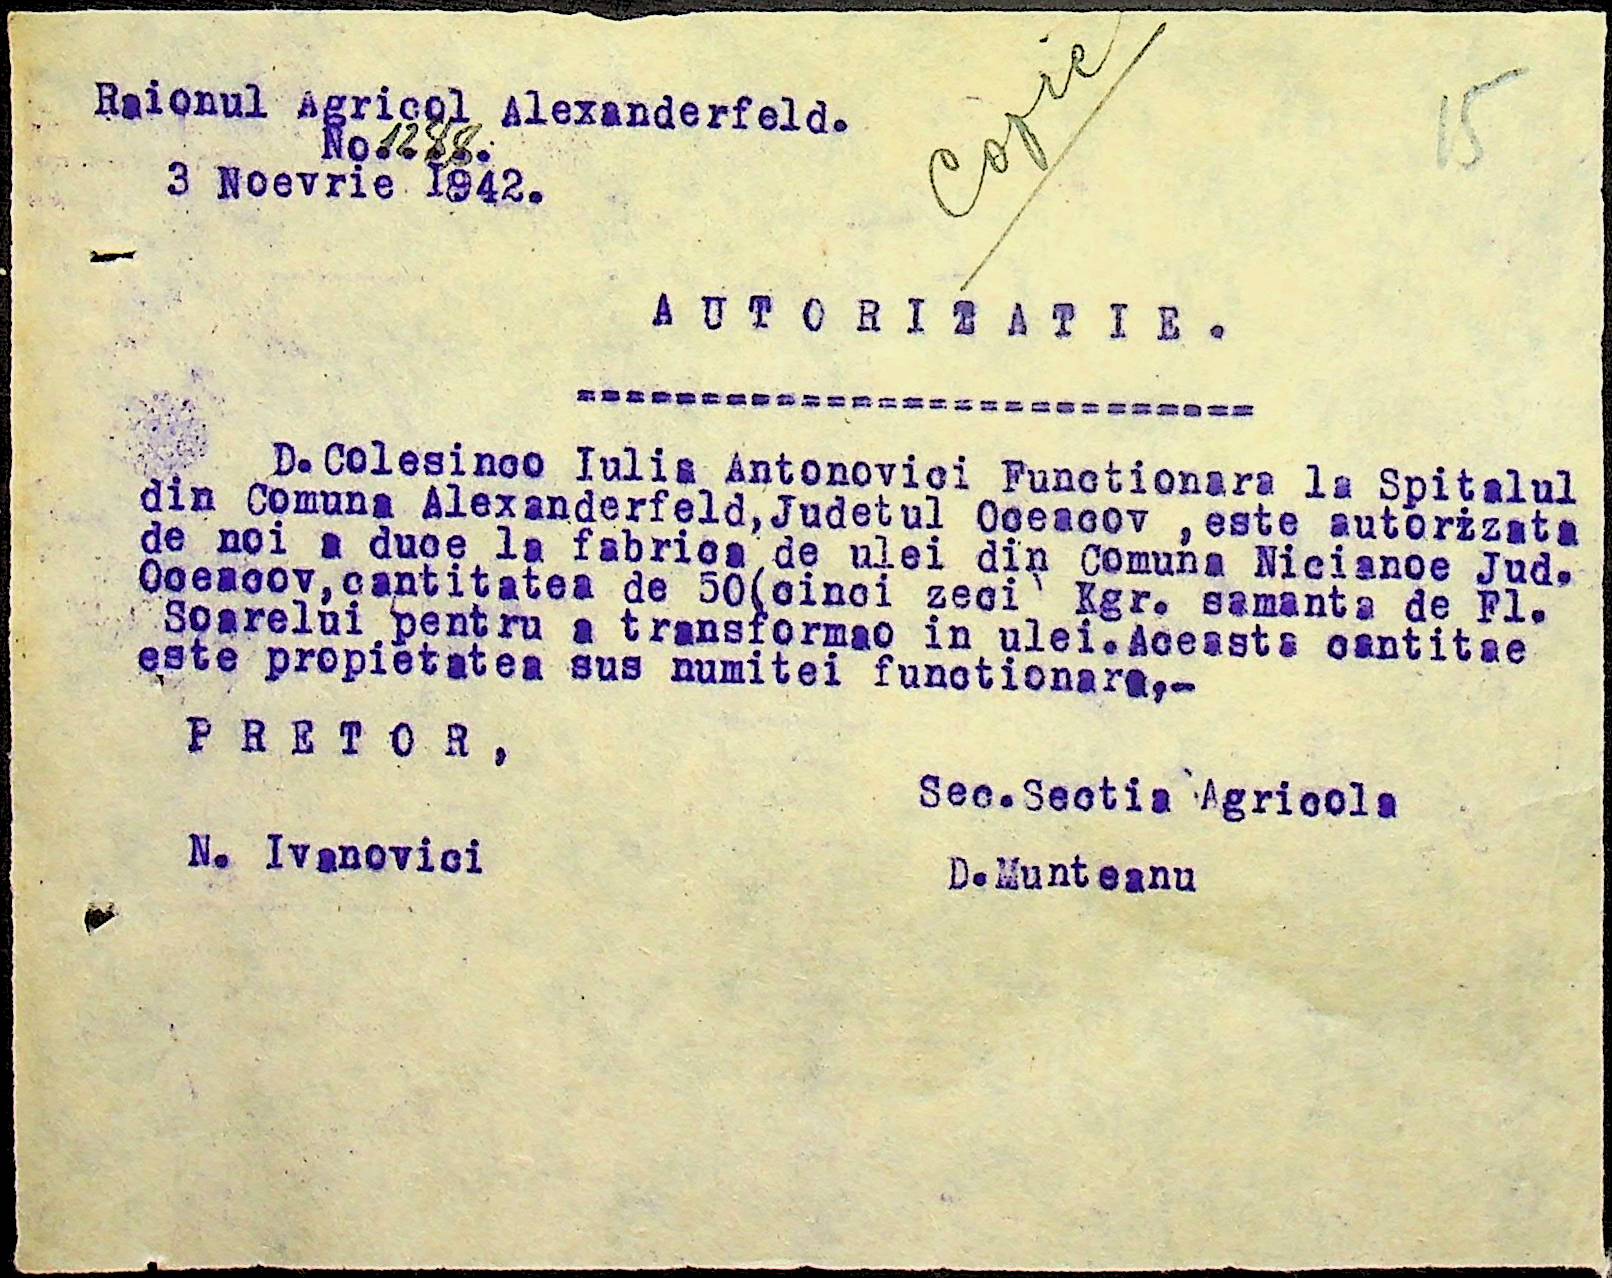 Copie
15
Raionul Agricol Alexanderfeld.
No.1288.
3 Noevrie 1942.
AUTORIZATIE.
D.Colesinco Iulia Antonovici Functionara la Spitalul
din Comuna Alexanderfeld,Judetul Oceacov ,este autorizzata
de noi a duce la fabrica de ulei din Comuna Nicianoe Jud.
Oceacov,cantitatea de 50(cinci zeci) Kgr. samanta de Fl.
Soarelui pentru a transformao in ulei.Aceasta cantitae
este propietatea sus numitei functionara,-
PRETOR,
Sec.Sectia Agricola
N. Ivanovici
D.Munteanu